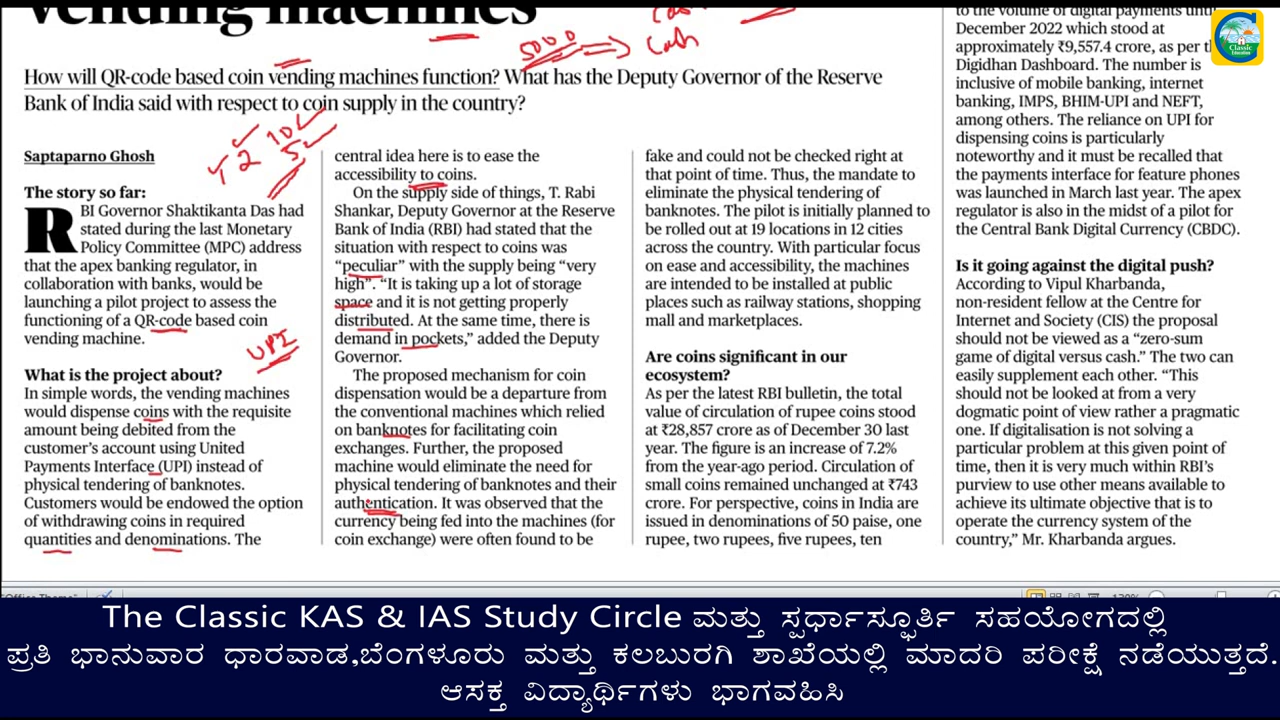 vending machines
5000
Cash
How will QR-code based coin vending machines function? What has the Deputy Governor of the Reserve
Bank of India said with respect to coin supply in the country?
2 10
5
Saptaparno Ghosh
The story so far:
RBI Governor Shaktikanta Das had
stated during the last Monetary
Policy Committee (MPC) address
that the apex banking regulator, in
collaboration with banks, would be
launching a pilot project to assess the
functioning of a QR-code based coin
vending machine.
UPI
What is the project about?
In simple words, the vending machines
would dispense coins with the requisite
amount being debited from the
customer's account using United
Payments Interface (UPI) instead of
physical tendering of banknotes.
Customers would be endowed the option
of withdrawing coins in required
quantities and denominations. The
central idea here is to ease the
accessibility to coins.
On the supply side of things, T. Rabi
Shankar, Deputy Governor at the Reserve
Bank of India (RBI) had stated that the
situation with respect to coins was
“peculiar” with the supply being “very
high”. “It is taking up a lot of storage
space and it is not getting properly
distributed. At the same time, there is
demand in pockets,” added the Deputy
Governor.
The proposed mechanism for coin
dispensation would be a departure from
the conventional machines which relied
on banknotes for facilitating coin
exchanges. Further, the proposed
machine would eliminate the need for
physical tendering of banknotes and their
authentication. It was observed that the
currency being fed into the machines (for
coin exchange) were often found to be
fake and could not be checked right at
that point of time. Thus, the mandate to
eliminate the physical tendering of
banknotes. The pilot is initially planned to
be rolled out at 19 locations in 12 cities
across the country. With particular focus
on ease and accessibility, the machines
are intended to be installed at public
places such as railway stations, shopping
mall and marketplaces.
Are coins significant in our
ecosystem?
As per the latest RBI bulletin, the total
value of circulation of rupee coins stood
at ₹28,857 crore as of December 30 last
year. The figure is an increase of 7.2%
from the year-ago period. Circulation of
small coins remained unchanged at ₹743
crore. For perspective, coins in India are
issued in denominations of 50 paise, one
rupee, two rupees, five rupees, ten
to the volume of digital payments until
December 2022 which stood at
approximately ₹9,557.4 crore, as per
Digidhan Dashboard. The number is
inclusive of mobile banking, internet
banking, IMPS, BHIM-UPI and NEFT,
among others. The reliance on UPI for
dispensing coins is particularly
noteworthy and it must be recalled that
the payments interface for feature phones
was launched in March last year. The apex
regulator is also in the midst of a pilot for
the Central Bank Digital Currency (CBDC).
Is it going against the digital push?
According to Vipul Kharbanda,
non-resident fellow at the Centre for
Internet and Society (CIS) the proposal
should not be viewed as a “zero-sum
game of digital versus cash.” The two can
easily supplement each other. “This
should not be looked at from a very
dogmatic point of view rather a pragmatic
one. If digitalisation is not solving a
particular problem at this given point of
time, then it is very much within RBI's
purview to use other means available to
achieve its ultimate objective that is to
operate the currency system of the
country,” Mr. Kharbanda argues.
Classic
Education
The Classic KAS & IAS Study Circle ಮತ್ತು ಸ್ಪರ್ಧಾಸ್ಫೂರ್ತಿ ಸಹಯೋಗದಲ್ಲಿ
ಪ್ರತಿ ಭಾನುವಾರ ಧಾರವಾಡ,ಬೆಂಗಳೂರು ಮತ್ತು ಕಲಬುರಗಿ ಶಾಖೆಯಲ್ಲಿ ಮಾದರಿ ಪರೀಕ್ಷೆ ನಡೆಯುತ್ತದೆ.
ಆಸಕ್ತ ವಿದ್ಯಾರ್ಥಿಗಳು ಭಾಗವಹಿಸಿ